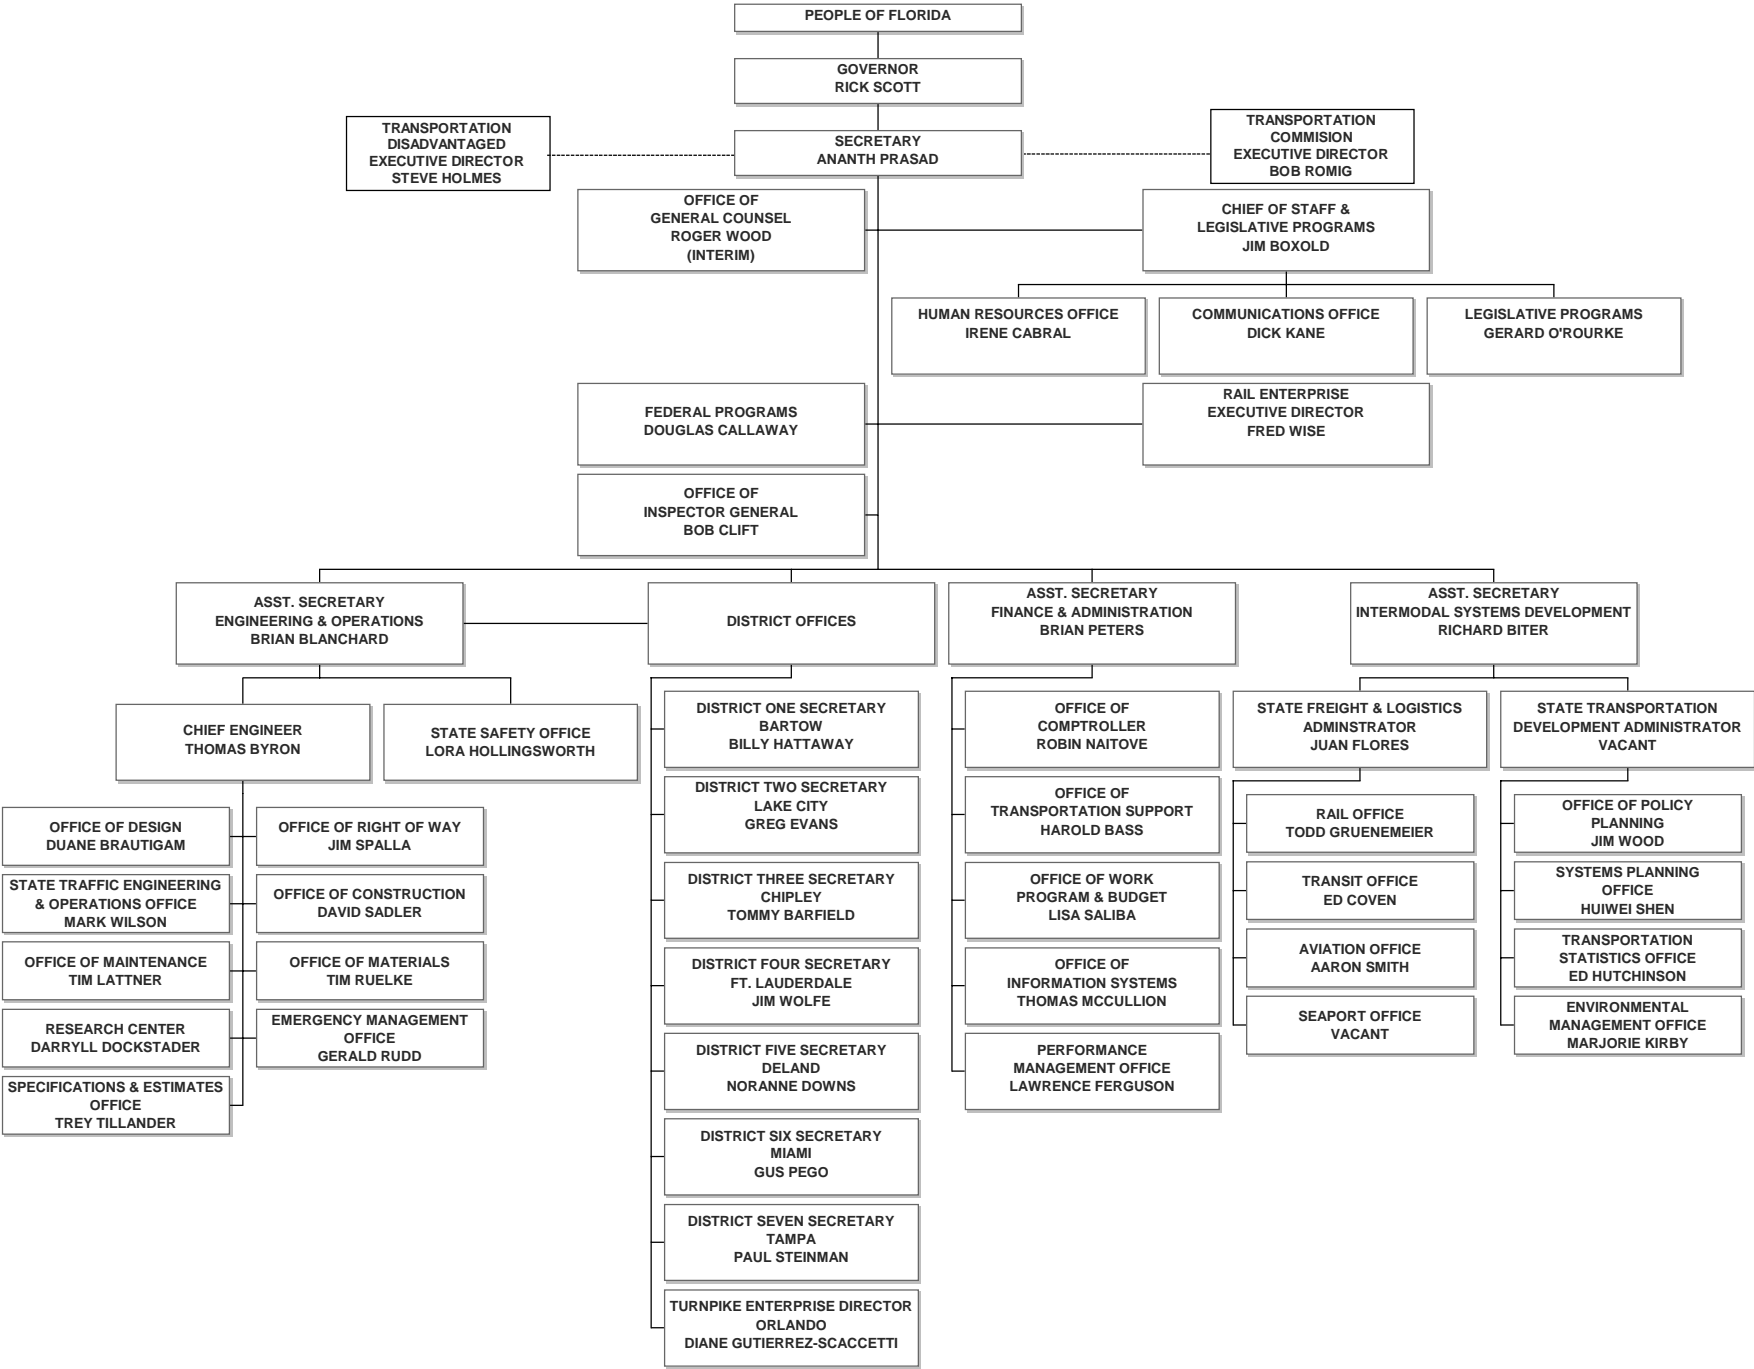 PEOPLE OF FLORIDA
GOVERNOR
RICK SCOTT
TRANSPORTATION
DISADVANTAGED
EXECUTIVE DIRECTOR
STEVE HOLMES
SECRETARY
ANANTH PRASAD
TRANSPORTATION
COMMISION
EXECUTIVE DIRECTOR
BOB ROMIG
OFFICE OF
GENERAL COUNSEL
ROGER WOOD
(INTERIM)
CHIEF OF STAFF &
LEGISLATIVE PROGRAMS
JIM BOXOLD
HUMAN RESOURCES OFFICE
IRENE CABRAL
COMMUNICATIONS OFFICE
DICK KANE
LEGISLATIVE PROGRAMS
GERARD O'ROURKE
FEDERAL PROGRAMS
DOUGLAS CALLAWAY
RAIL ENTERPRISE
EXECUTIVE DIRECTOR
FRED WISE
OFFICE OF
INSPECTOR GENERAL
BOB CLIFT
ASST. SECRETARY
ENGINEERING & OPERATIONS
BRIAN BLANCHARD
DISTRICT OFFICES
ASST. SECRETARY
FINANCE & ADMINISTRATION
BRIAN PETERS
ASST. SECRETARY
INTERMODAL SYSTEMS DEVELOPMENT
RICHARD BITER
CHIEF ENGINEER
THOMAS BYRON
STATE SAFETY OFFICE
LORA HOLLINGSWORTH
OFFICE OF DESIGN
DUANE BRAUTIGAM
OFFICE OF RIGHT OF WAY
JIM SPALLA
STATE TRAFFIC ENGINEERING
& OPERATIONS OFFICE
MARK WILSON
OFFICE OF CONSTRUCTION
DAVID SADLER
OFFICE OF MAINTENANCE
TIM LATTNER
OFFICE OF MATERIALS
TIM RUELKE
RESEARCH CENTER
DARRYLL DOCKSTADER
EMERGENCY MANAGEMENT
OFFICE
GERALD RUDD
SPECIFICATIONS & ESTIMATES
OFFICE
TREY TILLANDER
DISTRICT ONE SECRETARY
BARTOW
BILLY HATTAWAY
DISTRICT TWO SECRETARY
LAKE CITY
GREG EVANS
DISTRICT THREE SECRETARY
CHIPLEY
TOMMY BARFIELD
DISTRICT FOUR SECRETARY
FT. LAUDERDALE
JIM WOLFE
DISTRICT FIVE SECRETARY
DELAND
NORANNE DOWNS
DISTRICT SIX SECRETARY
MIAMI
GUS PEGO
DISTRICT SEVEN SECRETARY
TAMPA
PAUL STEINMAN
TURNPIKE ENTERPRISE DIRECTOR
ORLANDO
DIANE GUTIERREZ-SCACCETTI
OFFICE OF
COMPTROLLER
ROBIN NAITOVE
OFFICE OF
TRANSPORTATION SUPPORT
HAROLD BASS
OFFICE OF WORK
PROGRAM & BUDGET
LISA SALIBA
OFFICE OF
INFORMATION SYSTEMS
THOMAS MCCULLION
PERFORMANCE
MANAGEMENT OFFICE
LAWRENCE FERGUSON
STATE FREIGHT & LOGISTICS
ADMINSTRATOR
JUAN FLORES
RAIL OFFICE
TODD GRUENEMEIER
TRANSIT OFFICE
ED COVEN
AVIATION OFFICE
AARON SMITH
SEAPORT OFFICE
VACANT
STATE TRANSPORTATION
DEVELOPMENT ADMINISTRATOR
VACANT
OFFICE OF POLICY
PLANNING
JIM WOOD
SYSTEMS PLANNING
OFFICE
HUIWEI SHEN
TRANSPORTATION
STATISTICS OFFICE
ED HUTCHINSON
ENVIRONMENTAL
MANAGEMENT OFFICE
MARJORIE KIRBY